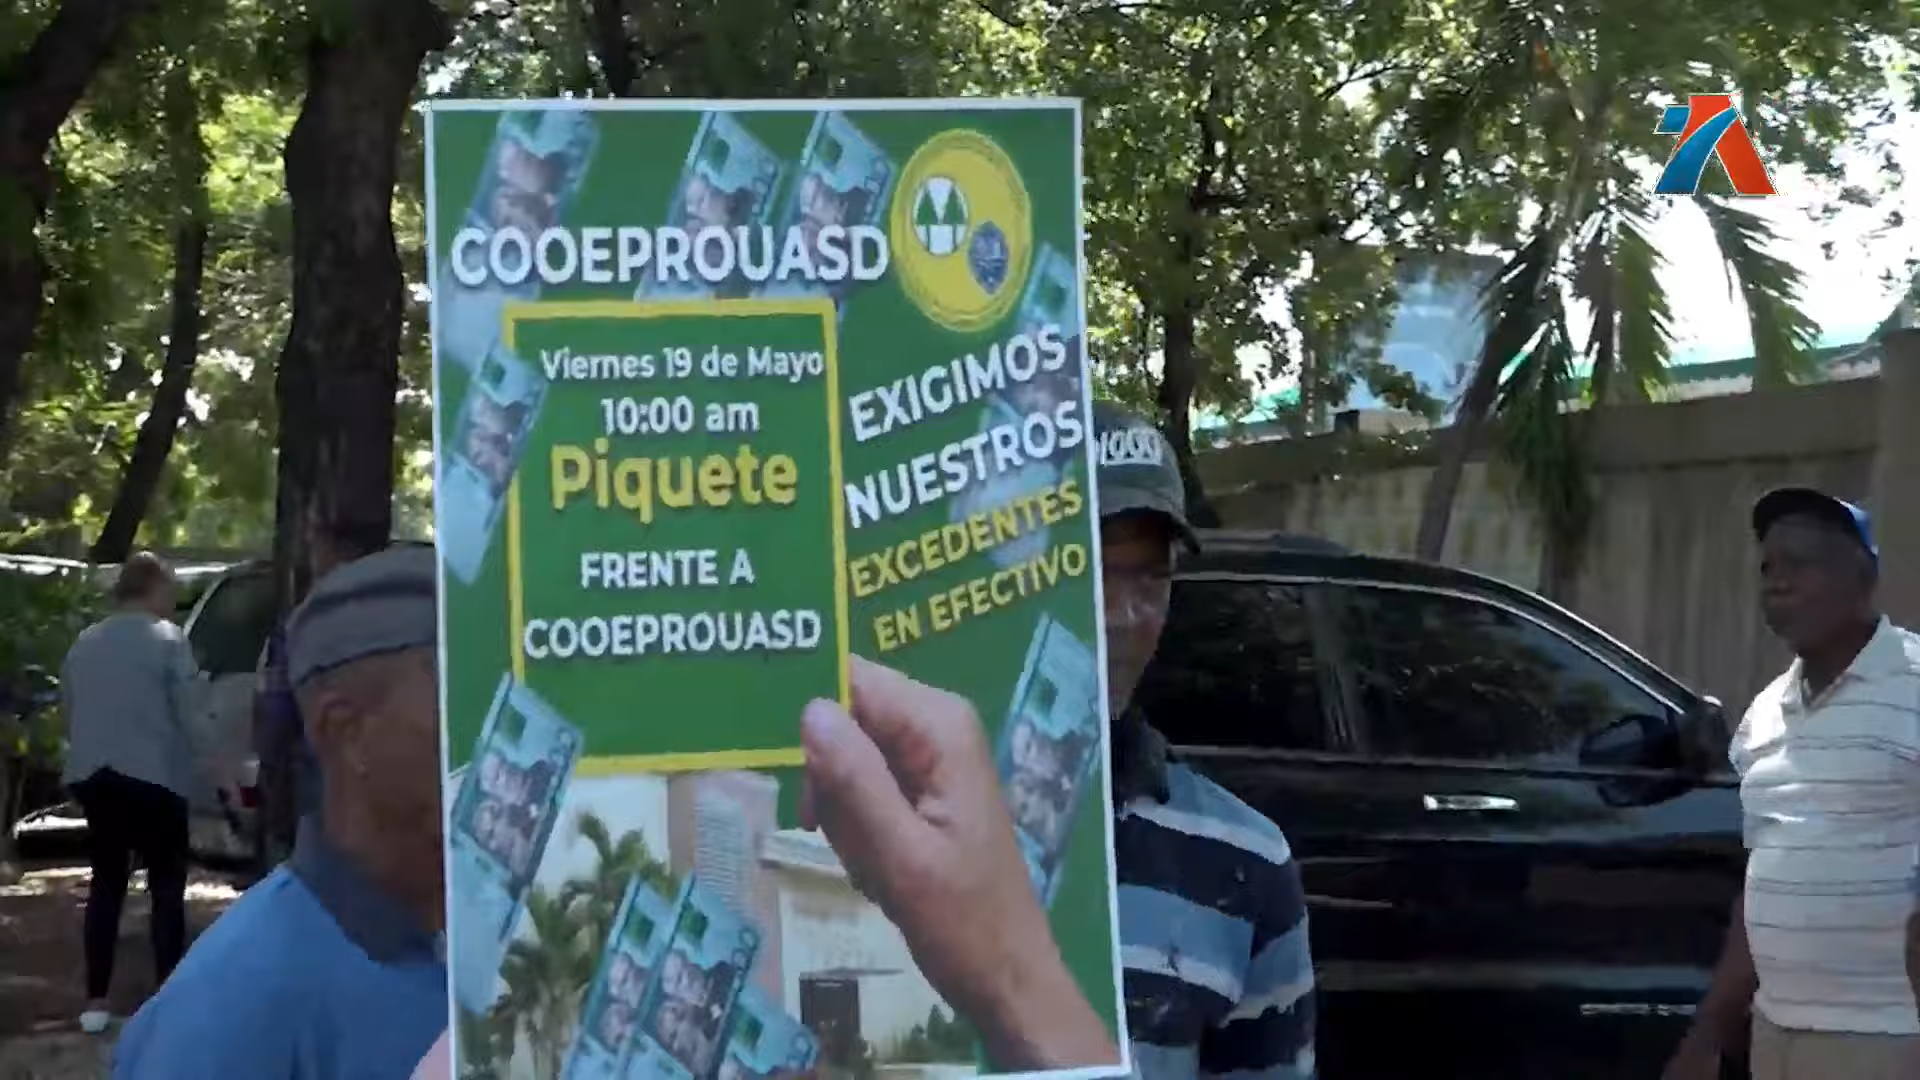 COOEPROUASD
Viernes 19 de Mayo
10:00 am
Piquete
FRENTE A
COOEPROUASD
EXIGIMOS
NUESTROS
EXCEDENTES
EN EFECTIVO